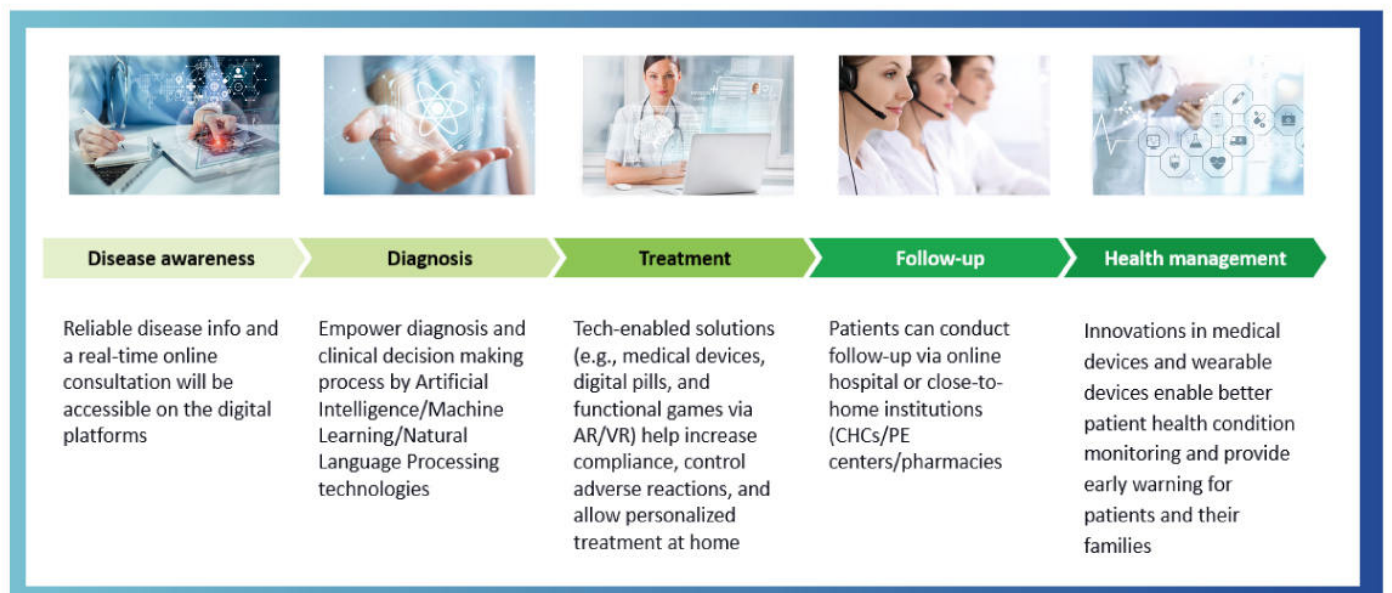 Disease awareness
Diagnosis
Treatment
Follow-up
Health management
Reliable disease info and
a real-time online
consultation will be
accessible on the digital
platforms
Empower diagnosis and
clinical decision making
process by Artificial
Intelligence/Machine
Learning/Natural
Language Processing
technologies
Tech-enabled solutions
(e.g., medical devices,
digital pills, and
functional games via
AR/VR) help increase
compliance, control
adverse reactions, and
allow personalized
treatment at home
Patients can conduct
follow-up via online
hospital or close-to-
home institutions
(CHCs/PE
centers/pharmacies
Innovations in medical
devices and wearable
devices enable better
patient health condition
monitoring and provide
early warning for
patients and their
families